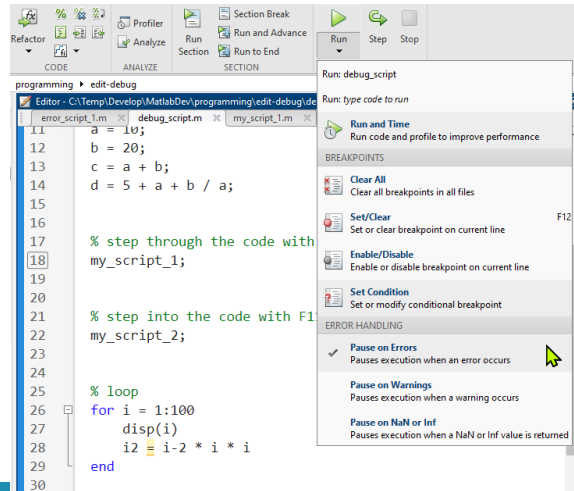 Refactor
Profiler
Analyze
Run
Section
Section Break
Run and Advance
Run to End
Run
Step
Stop
CODE
ANALYZE
SECTION
programming ▸ edit-debug
Editor - C:\Temp\Develop\MatlabDev\programming\edit-debug\de
error_script_1.m
debug_script.m
my_script_1.m
11 a = 10;
12 b = 20;
13 c = a + b;
14 d = 5 + a + b / a;
15
16
17 % step through the code with
18 my_script_1;
19
20
21 % step into the code with F1
22 my_script_2;
23
24
25 % loop
26 for i = 1:100
27 disp(i)
28 i2 = i-2 * i * i
29 end
30
Run: debug_script
Run: type code to run
Run and Time
Run code and profile to improve performance
BREAKPOINTS
Clear All
Clear all breakpoints in all files
Set/Clear F12
Set or clear breakpoint on current line
Enable/Disable
Enable or disable breakpoint on current line
Set Condition
Set or modify conditional breakpoint
ERROR HANDLING
Pause on Errors
Pauses execution when an error occurs
Pause on Warnings
Pauses execution when a warning occurs
Pause on NaN or Inf
Pauses execution when a NaN or Inf value is returned